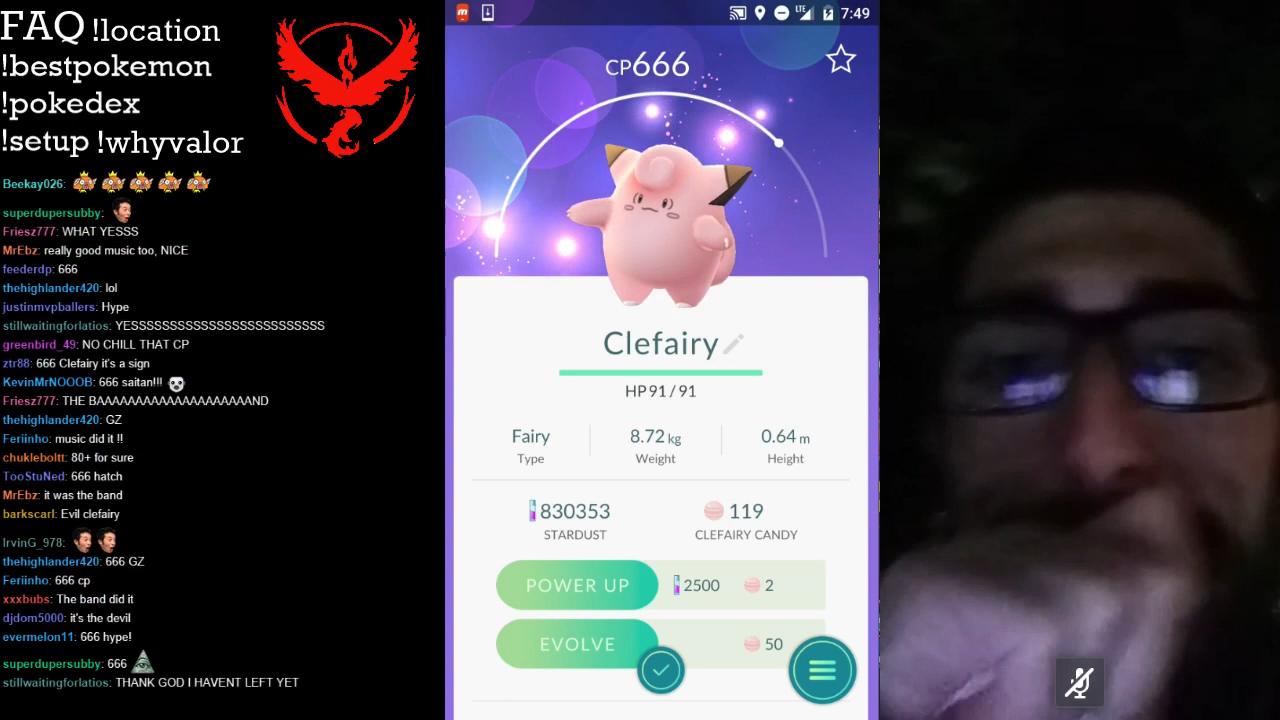 FAQ !location
!bestpokemon
!pokedex
!setup !whyvalor
Beekay026:
superdupersubby:
Friesz777: WHAT YESSS
MrEbz: really good music too, NICE
feederdp: 666
thehighlander420: lol
justinmvpballers: Hype
stillwaitingforlatios: YESSSSSSSSSSSSSSSSSSSSSSSSS
greenbird_49: NO CHILL THAT CP
ztr88: 666 Clefairy it's a sign
KevinMrNOOOB: 666 saitan!!!
Friesz777: THE BAAAAAAAAAAAAAAAAAAAAND
thehighlander420: GZ
Feriinho: music did it !!
chukleboltt: 80+ for sure
TooStuNed: 666 hatch
MrEbz: it was the band
barkscarl: Evil clefairy
IrvinG_978:
thehighlander420: 666 GZ
Feriinho: 666 cp
xxxbubs: The band did it
djdom5000: it's the devil
evermelon11: 666 hype!
superdupersubby: 666
stillwaitingforlatios: THANK GOD I HAVENT LEFT YET
LTE 7:49
CP666
Clefairy
HP 91 / 91
Fairy 8.72 kg 0.64 m
Type Weight Height
830353 119
STARDUST CLEFAIRY CANDY
POWER UP 2500 2
EVOLVE 50